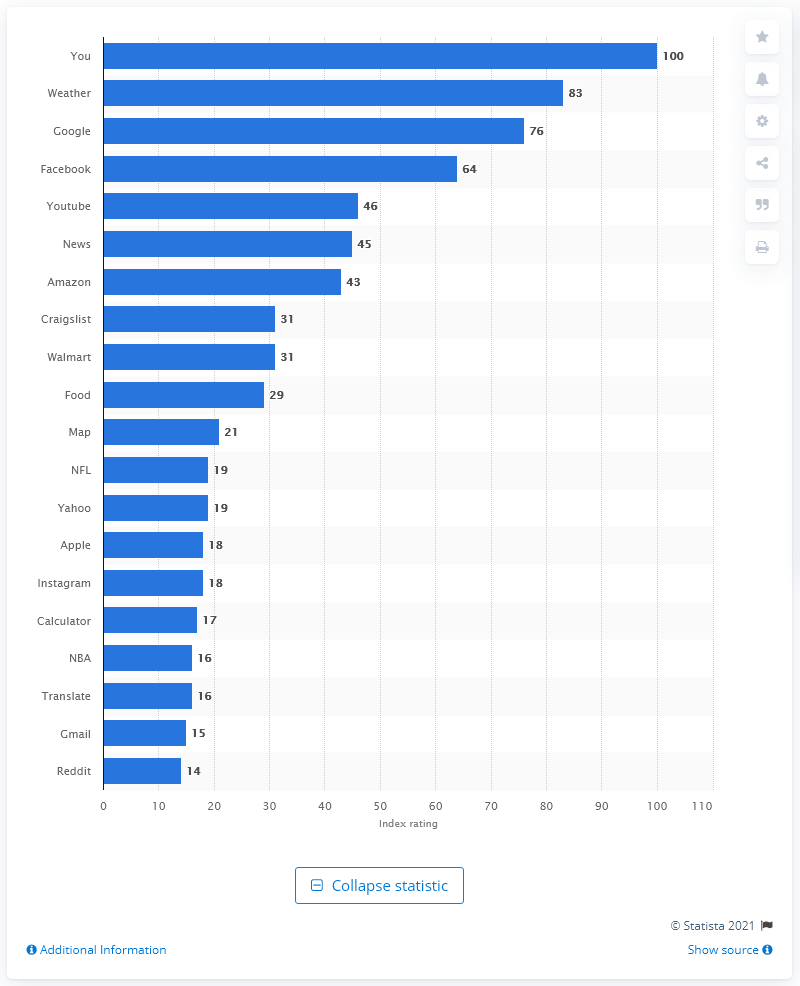 You 100
Weather 83
Google 76
Facebook 64
Youtube 46
News 45
Amazon 43
Craigslist 31
Walmart 31
Food 29
Map 21
NFL 19
Yahoo 19
Apple 18
Instagram 18
Calculator 17
NBA 16
Translate 16
Gmail 15
Reddit 14
0 10 20 30 40 50 60 70 80 90 100 110
Index rating
Collapse statistic
© Statista 2021
Additional Information Show source